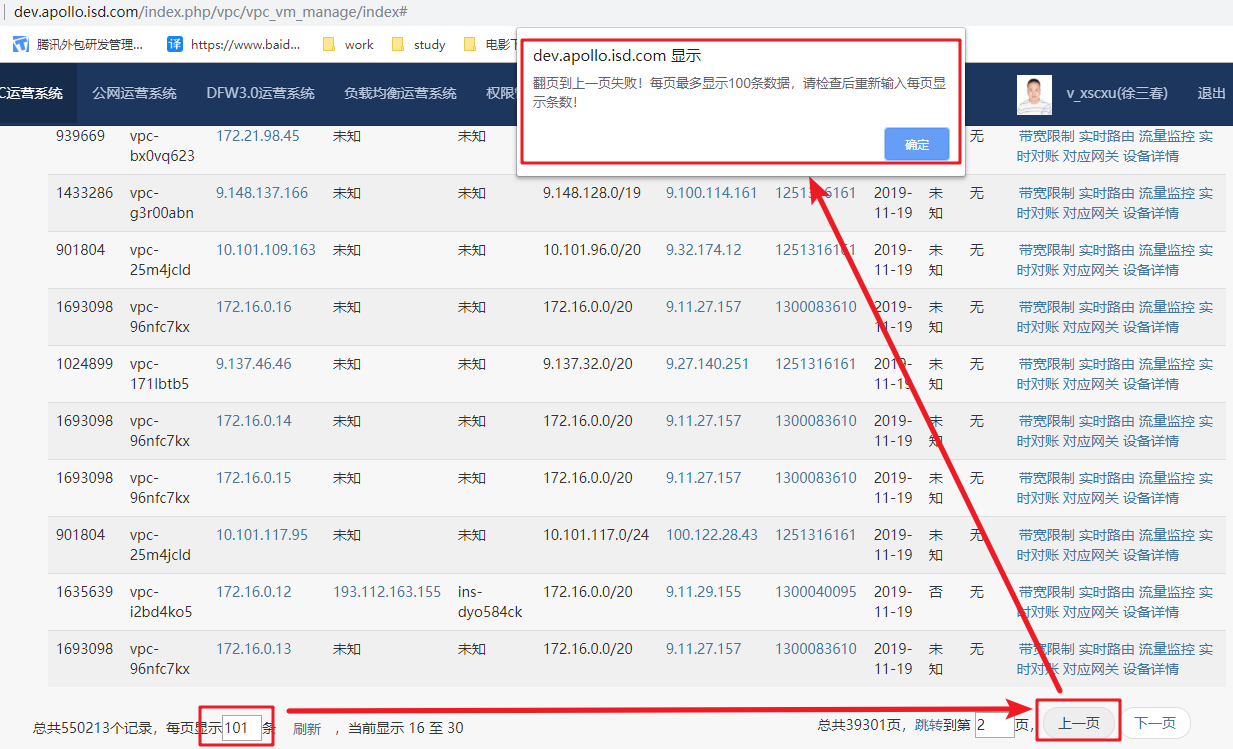 dev.apollo.isd.com/index.php/vpc/vpc_vm_manage/index#
腾讯外包研发管理... 译 https://www.baid... work study 电影下
dev.apollo.isd.com 显示
翻页到上一页失败！每页最多显示100条数据，请检查后重新输入每页显
示条数！
确定
C运营系统 公网运营系统 DFW3.0运营系统 负载均衡运营系统 权限 v_xscxu(徐三春) 退出
939669 vpc- 172.21.98.45 未知 未知 无 带宽限制 实时路由 流量监控 实
bx0vq623 时对账 对应网关 设备详情
1433286 vpc- 9.148.137.166 未知 未知 9.148.128.0/19 9.100.114.161 1251316161 2019- 未 无 带宽限制 实时路由 流量监控 实
g3r00abn 11-19 知 时对账 对应网关 设备详情
901804 vpc- 10.101.109.163 未知 未知 10.101.96.0/20 9.32.174.12 1251316161 2019- 未 无 带宽限制 实时路由 流量监控 实
25m4jcld 11-19 知 时对账 对应网关 设备详情
1693098 vpc- 172.16.0.16 未知 未知 172.16.0.0/20 9.11.27.157 1300083610 2019- 未 无 带宽限制 实时路由 流量监控 实
96nfc7kx 11-19 知 时对账 对应网关 设备详情
1024899 vpc- 9.137.46.46 未知 未知 9.137.32.0/20 9.27.140.251 1251316161 2019- 未 无 带宽限制 实时路由 流量监控 实
171lbtb5 11-19 知 时对账 对应网关 设备详情
1693098 vpc- 172.16.0.14 未知 未知 172.16.0.0/20 9.11.27.157 1300083610 2019- 未 无 带宽限制 实时路由 流量监控 实
96nfc7kx 11-19 知 时对账 对应网关 设备详情
1693098 vpc- 172.16.0.15 未知 未知 172.16.0.0/20 9.11.27.157 1300083610 2019- 未 无 带宽限制 实时路由 流量监控 实
96nfc7kx 11-19 知 时对账 对应网关 设备详情
901804 vpc- 10.101.117.95 未知 未知 10.101.117.0/24 100.122.28.43 1251316161 2019- 未 无 带宽限制 实时路由 流量监控 实
25m4jcld 11-19 知 时对账 对应网关 设备详情
1635639 vpc- 172.16.0.12 193.112.163.155 ins- 172.16.0.0/20 9.11.29.155 1300040095 2019- 否 无 带宽限制 实时路由 流量监控 实
i2bd4ko5 dyo584ck 11-19 时对账 对应网关 设备详情
1693098 vpc- 172.16.0.13 未知 未知 172.16.0.0/20 9.11.27.157 1300083610 2019- 未 无 带宽限制 实时路由 流量监控 实
96nfc7kx 11-19 知 时对账 对应网关 设备详情
总共550213个记录，每页显示 101 条 刷新 ，当前显示 16 至 30 总共39301页，跳转到第 2 页， 上一页 下一页